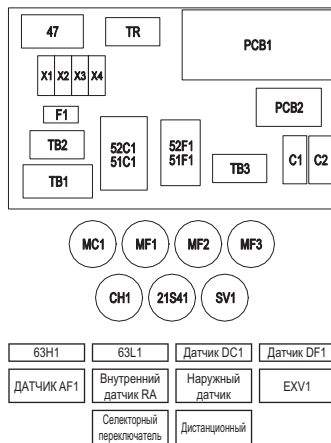 47
TR
PCB1
X1 X2 X3 X4
PCB2
F1
TB2
52C1
51C1
52F1
51F1
C1 C2
TB3
TB1
MC1 MF1 MF2 MF3
CH1 21S41 SV1
63H1 63L1 Датчик DC1 Датчик DF1
ДАТЧИК AF1
Внутренний
датчик RA
Наружный
датчик
EXV1
Селекторный
переключатель
Дистанционный